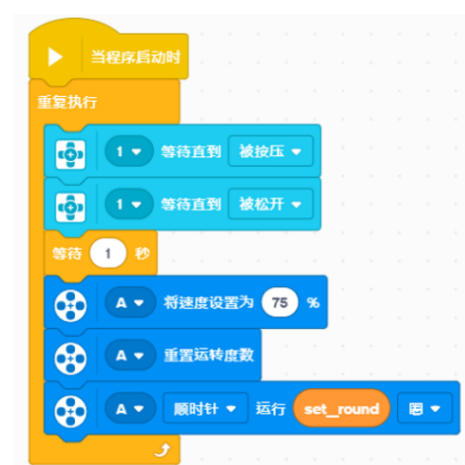 当程序启动时
重复执行
1 等待直到 被按压
1 等待直到 被松开
等待 1 秒
A 将速度设置为 75 %
A 重置运转度数
A 顺时针 运行 set_round 圈